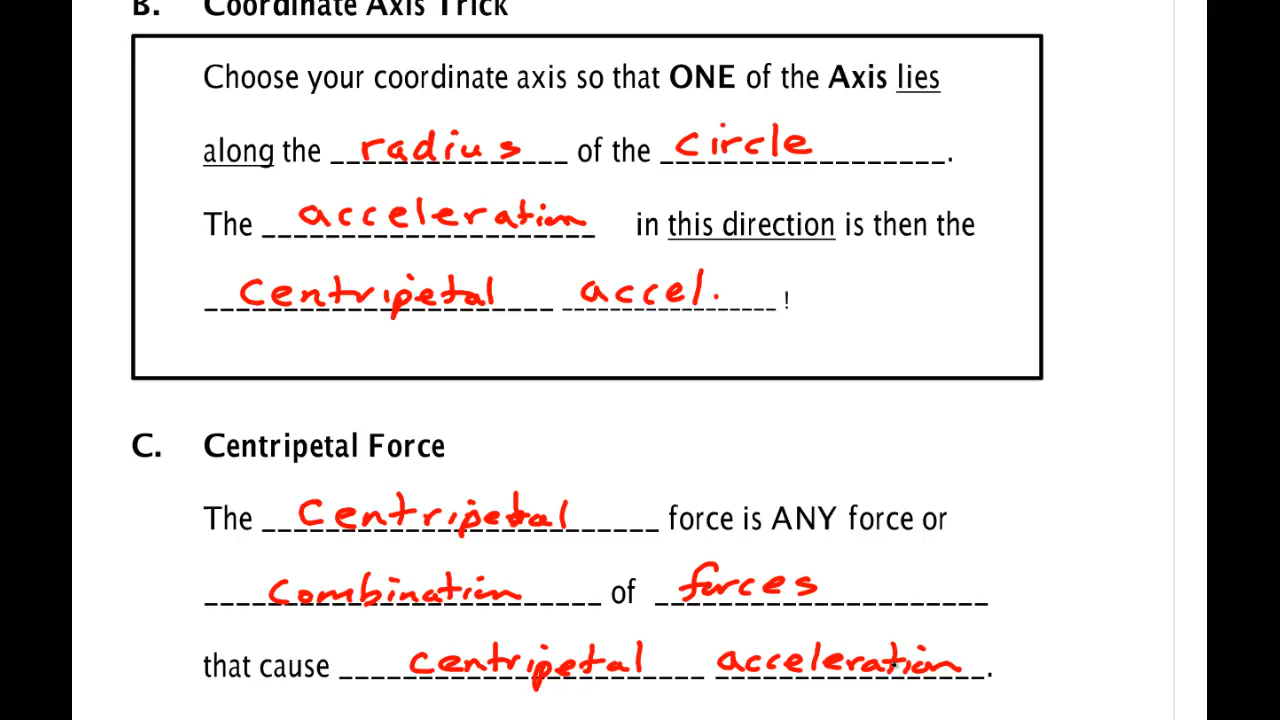 B. Coordinate Axis Trick
Choose your coordinate axis so that ONE of the Axis lies
along the radius of the circle.
The acceleration in this direction is then the
centripetal accel. !
C. Centripetal Force
The centripetal force is ANY force or
combination of forces
that cause centripetal acceleration.